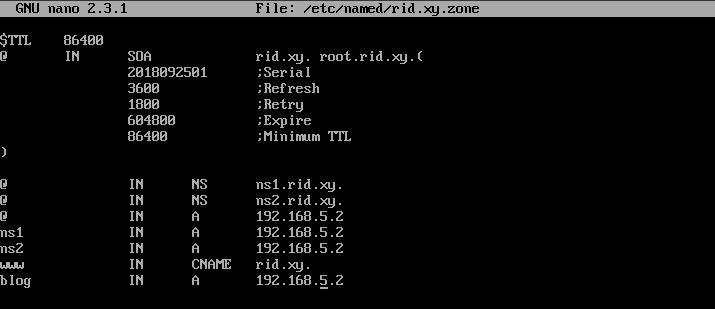 GNU nano 2.3.1 File: /etc/named/rid.xy.zone
$TTL 86400
@ IN SOA rid.xy. root.rid.xy.(
2018092501 ;Serial
3600 ;Refresh
1800 ;Retry
604800 ;Expire
86400 ;Minimum TTL
)
@ IN NS ns1.rid.xy.
@ IN NS ns2.rid.xy.
@ IN A 192.168.5.2
ns1 IN A 192.168.5.2
ns2 IN A 192.168.5.2
www IN CNAME rid.xy.
blog IN A 192.168.5.2